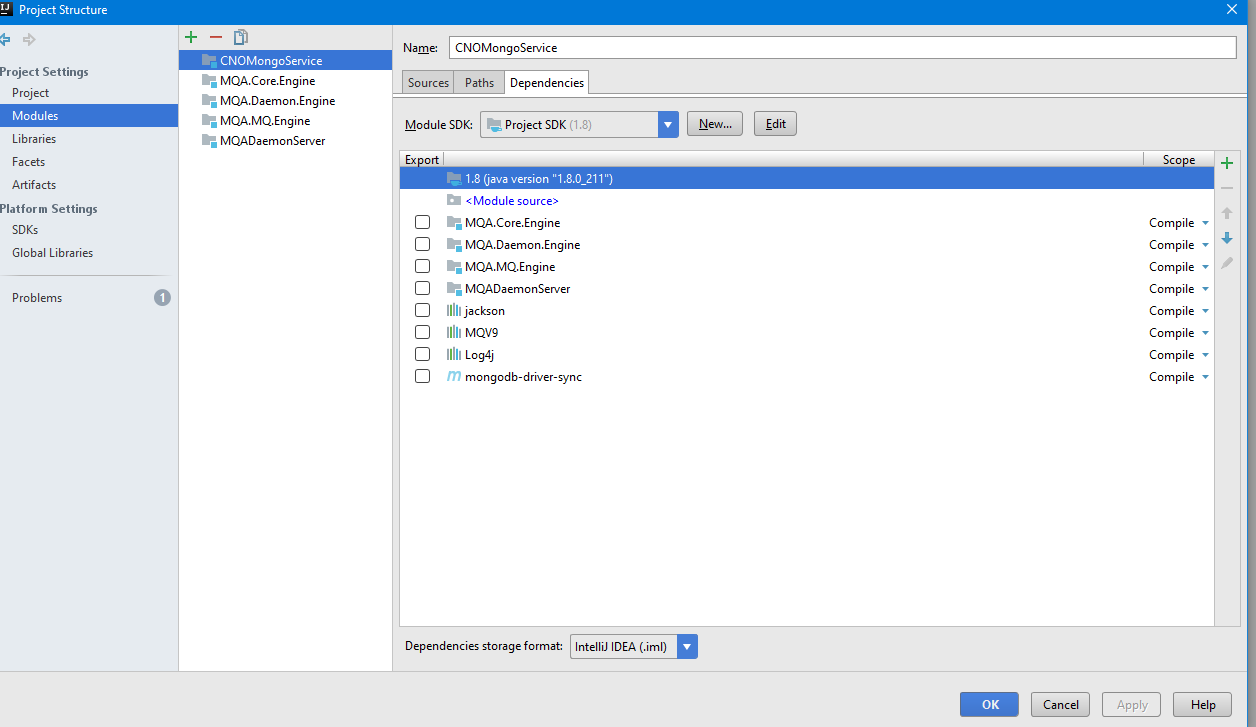 IJ Project Structure
Project Settings
Project
Modules
Libraries
Facets
Artifacts
Platform Settings
SDKs
Global Libraries
Problems 1
CNOMongoService
MQA.Core.Engine
MQA.Daemon.Engine
MQA.MQ.Engine
MQADaemonServer
Name: CNOMongoService
Sources Paths Dependencies
Module SDK: Project SDK (1.8) New... Edit
Export Scope
1.8 (java version "1.8.0_211")
<Module source>
MQA.Core.Engine Compile
MQA.Daemon.Engine Compile
MQA.MQ.Engine Compile
MQADaemonServer Compile
jackson Compile
MQV9 Compile
Log4j Compile
m mongodb-driver-sync Compile
Dependencies storage format: IntelliJ IDEA (.iml)
OK Cancel Apply Help